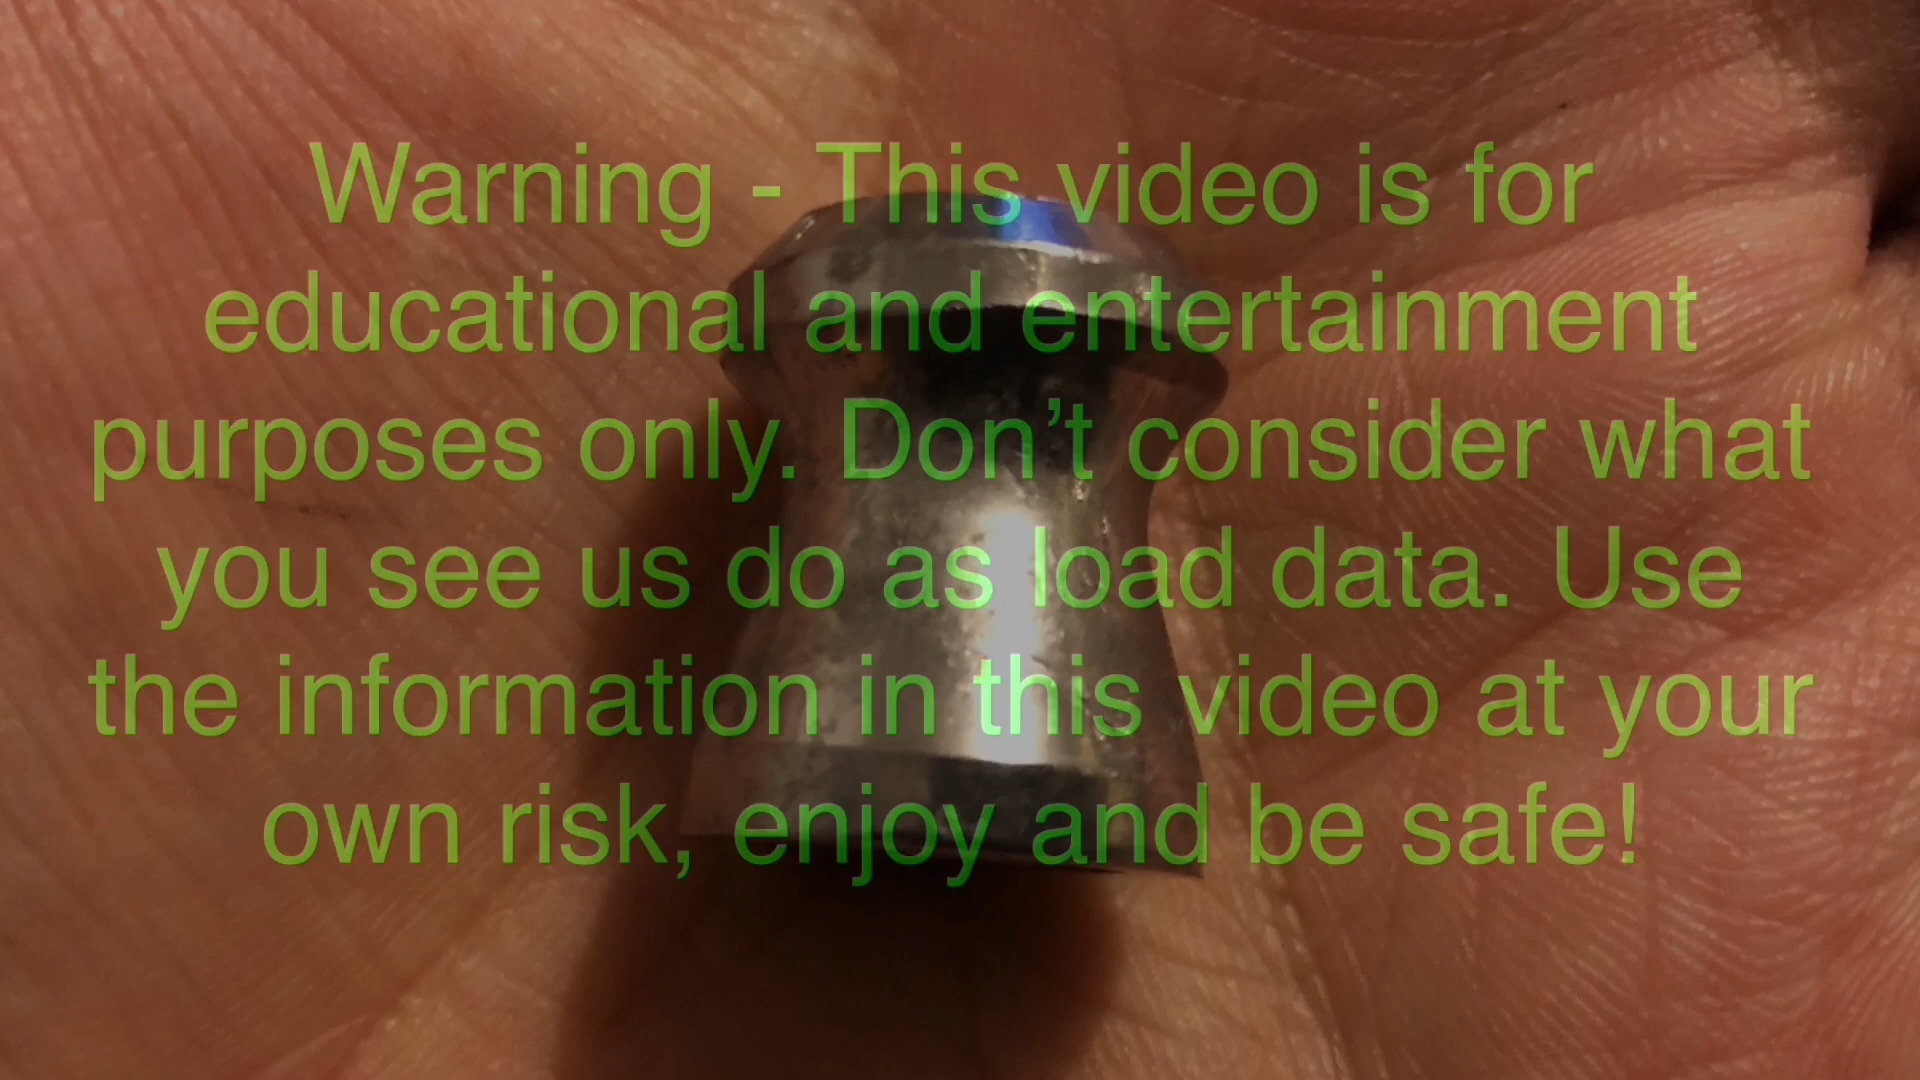 Warning - This video is for
educational and entertainment
purposes only. Don’t consider what
you see us do as load data. Use
the information in this video at your
own risk, enjoy and be safe!